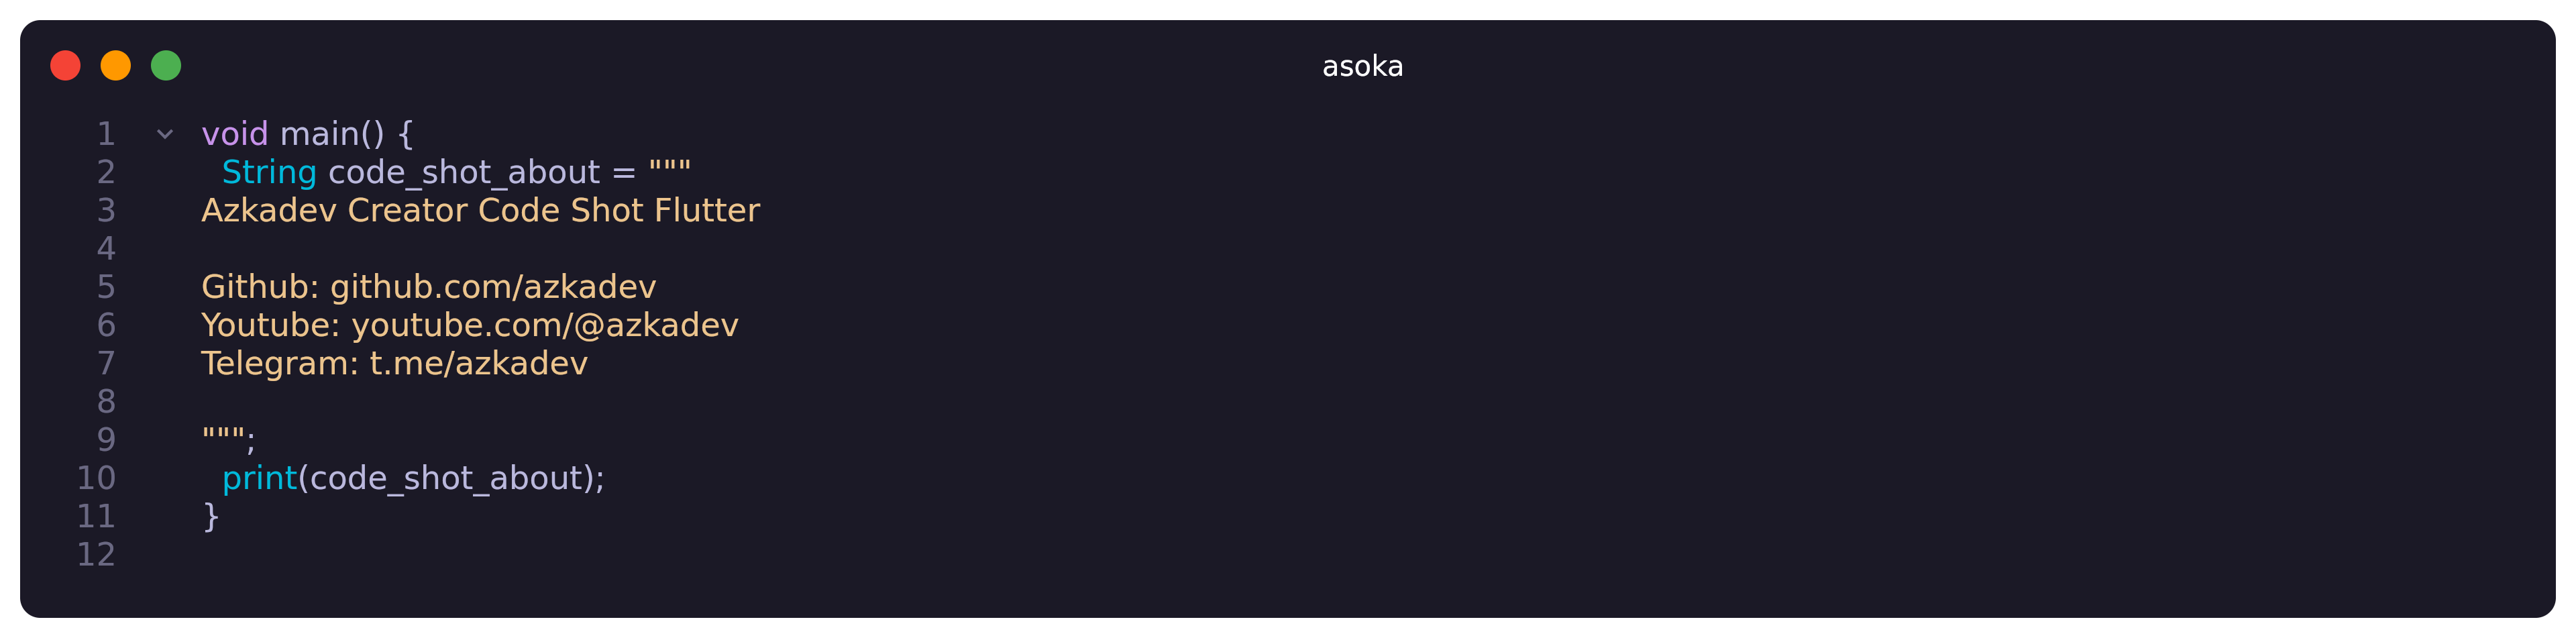 asoka
1 void main() {
2   String code_shot_about = """
3 Azkadev Creator Code Shot Flutter
4
5 Github: github.com/azkadev
6 Youtube: youtube.com/@azkadev
7 Telegram: t.me/azkadev
8
9 """;
10   print(code_shot_about);
11 }
12